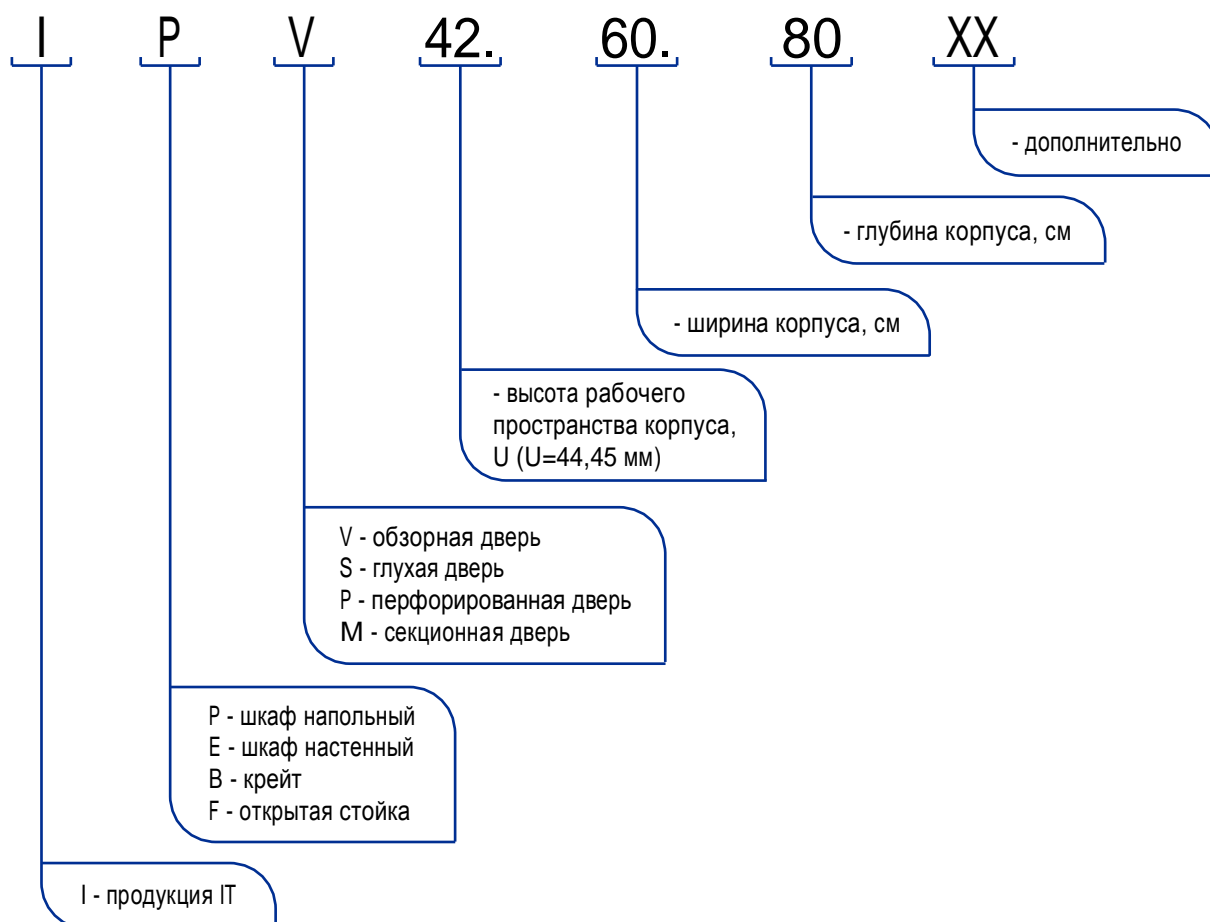 I P V 42. 60. 80 XX
- дополнительно
- глубина корпуса, см
- ширина корпуса, см
- высота рабочего
пространства корпуса,
U (U=44,45 мм)
V - обзорная дверь
S - глухая дверь
P - перфорированная дверь
M - секционная дверь
P - шкаф напольный
E - шкаф настенный
B - крейт
F - открытая стойка
I - продукция IT